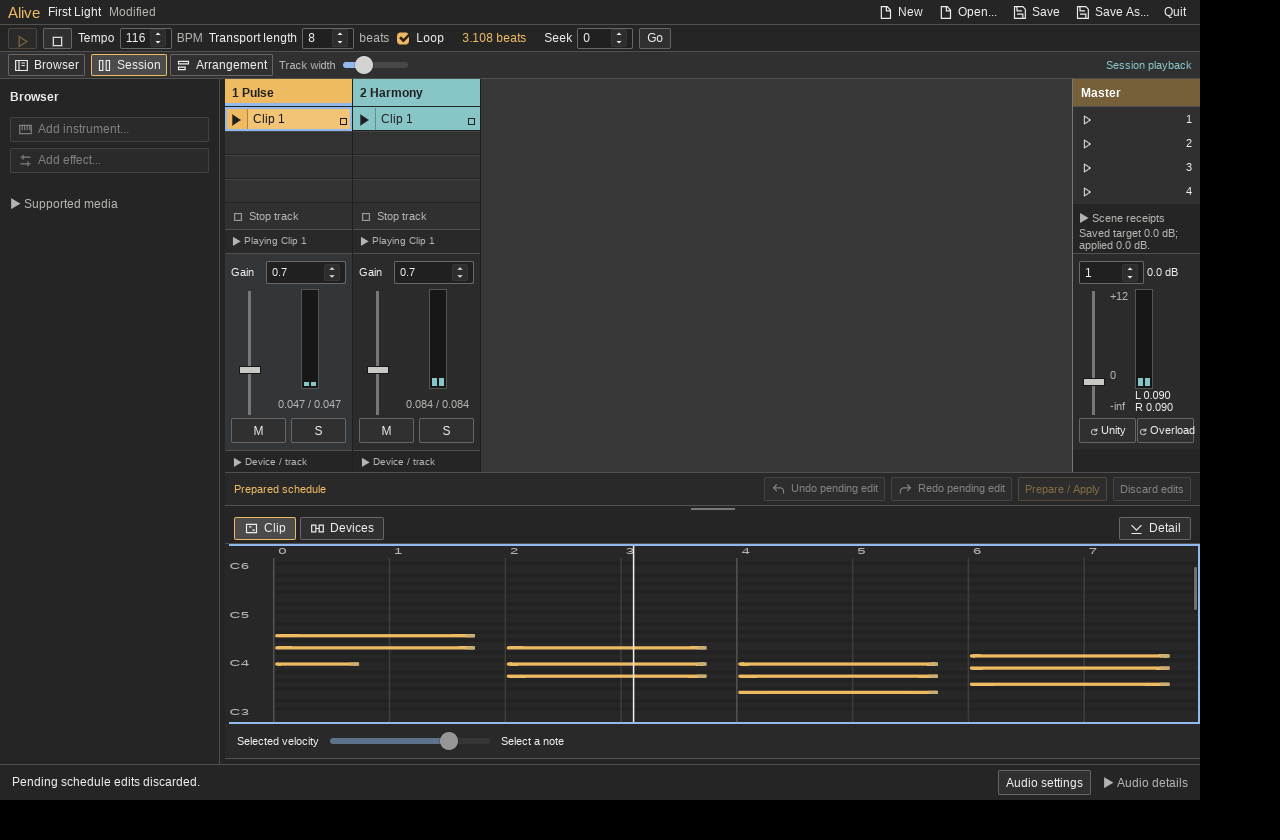 Alive First Light Modified New Open... Save Save As... Quit
Tempo 116 BPM Transport length 8 beats Loop 3.108 beats Seek 0 Go
Browser Session Arrangement Track width Session playback
Browser
Add instrument...
Add effect...
Supported media
1 Pulse 2 Harmony Master
Clip 1 Clip 1 1
2
3
4
Stop track Stop track
Scene receipts
Playing Clip 1 Playing Clip 1
Saved target 0.0 dB;
applied 0.0 dB.
Gain 0.7 Gain 0.7 1 0.0 dB
+12
0
-inf
L 0.090
R 0.090
0.047 / 0.047 0.084 / 0.084
M S M S Unity Overload
Device / track Device / track
Prepared schedule Undo pending edit Redo pending edit Prepare / Apply Discard edits
Clip Devices Detail
0 1 2 3 4 5 6 7
C6
C5
C4
C3
Selected velocity Select a note
Pending schedule edits discarded. Audio settings Audio details